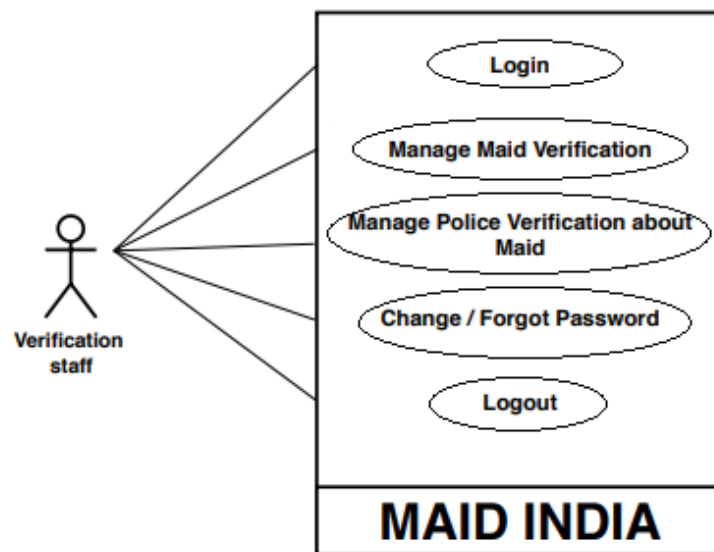 Login
Manage Maid Verification
Manage Police Verification about
Maid
Change / Forgot Password
Logout
Verification
staff
MAID INDIA